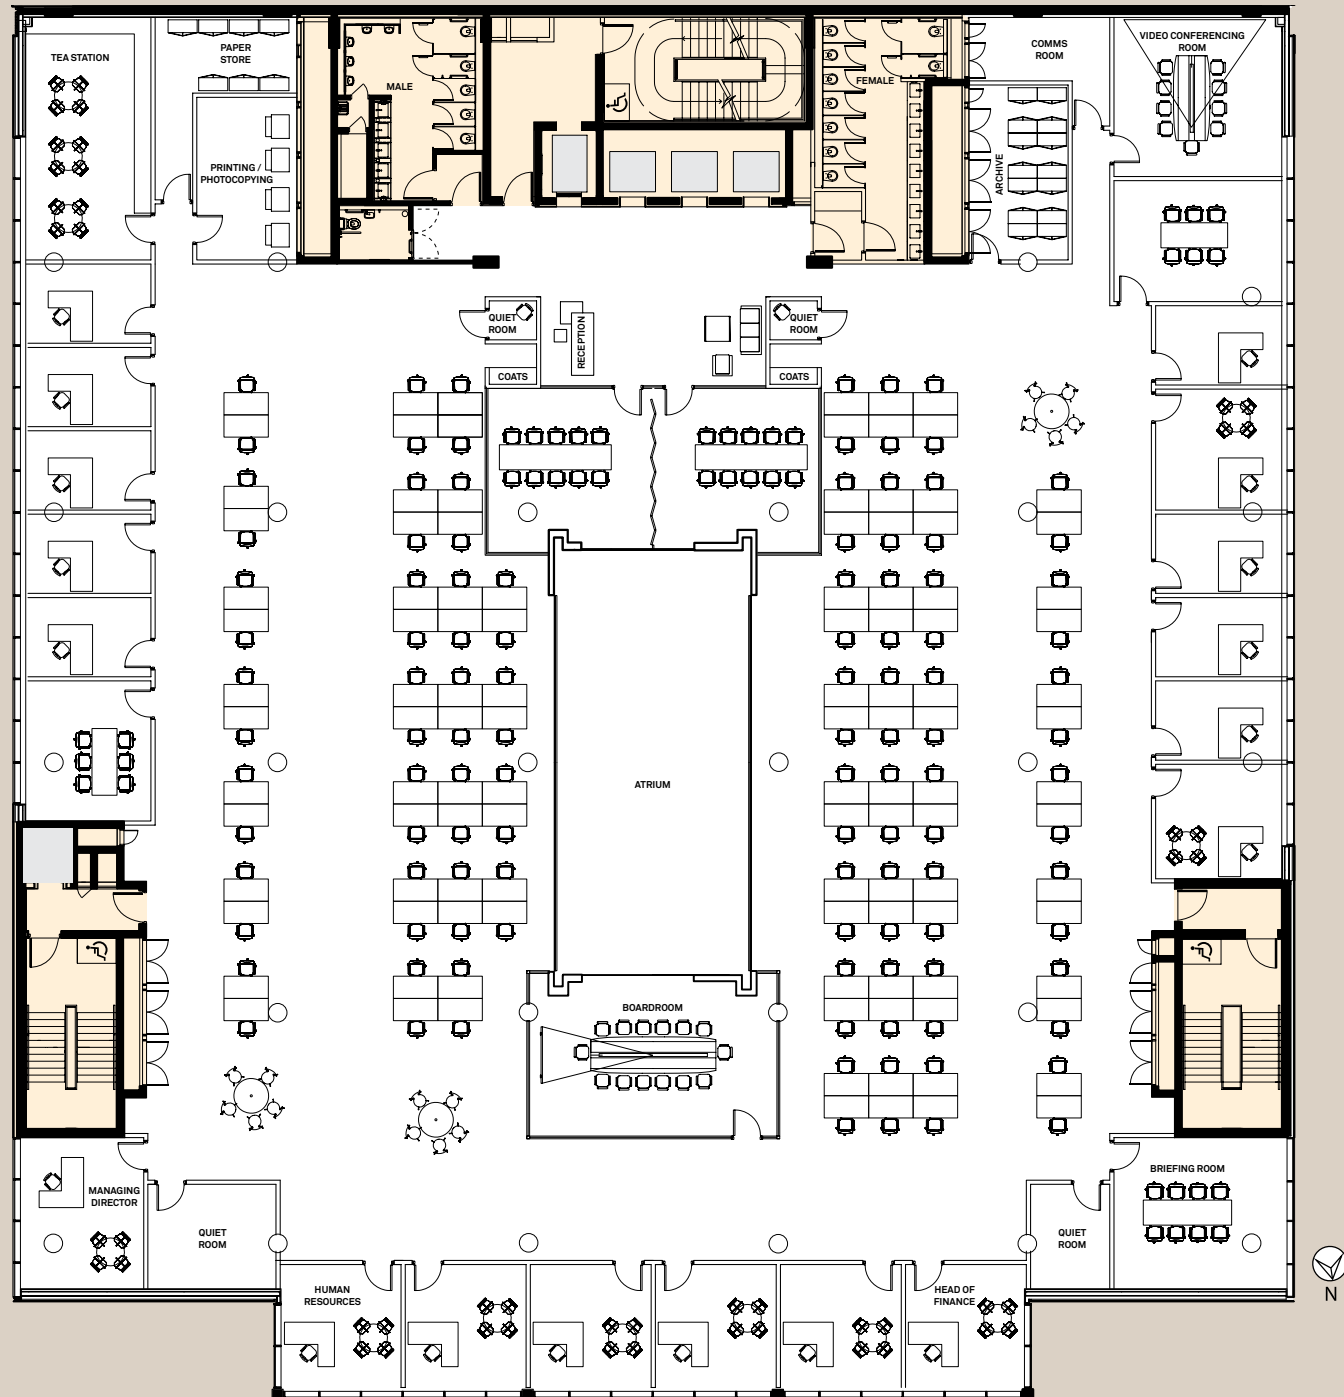 TEA STATION
PAPER
STORE
MALE
FEMALE
COMMS
ROOM
VIDEO CONFERENCING
ROOM
PRINTING /
PHOTOCOPYING
ARCHIVE
QUIET
ROOM
RECEPTION
QUIET
ROOM
COATS
COATS
ATRIUM
BOARDROOM
MANAGING
DIRECTOR
QUIET
ROOM
QUIET
ROOM
BRIEFING ROOM
HUMAN
RESOURCES
HEAD OF
FINANCE
N